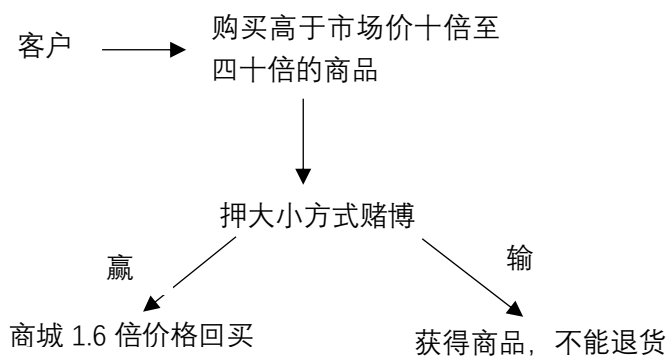 客户
购买高于市场价十倍至
四十倍的商品
押大小方式赌博
赢
输
商城 1.6 倍价格回买
获得商品，不能退货